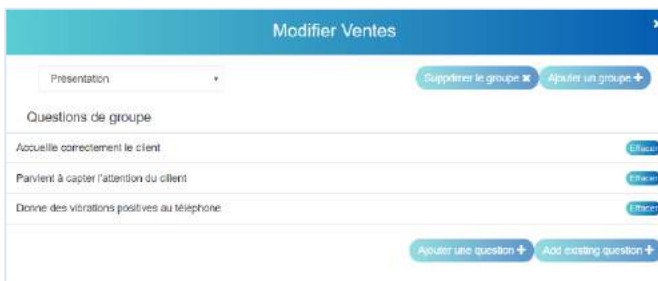 Modifier Ventes
Présentation
Supprimer le groupe ✖ Ajouter un groupe ✚
Questions de groupe
Accueille correctement le client Effacer
Parvient à capter l'attention du cilent Effacer
Donne des vibrations positives au téléphone Effacer
Ajouter une question ✚ Add existing question ✚